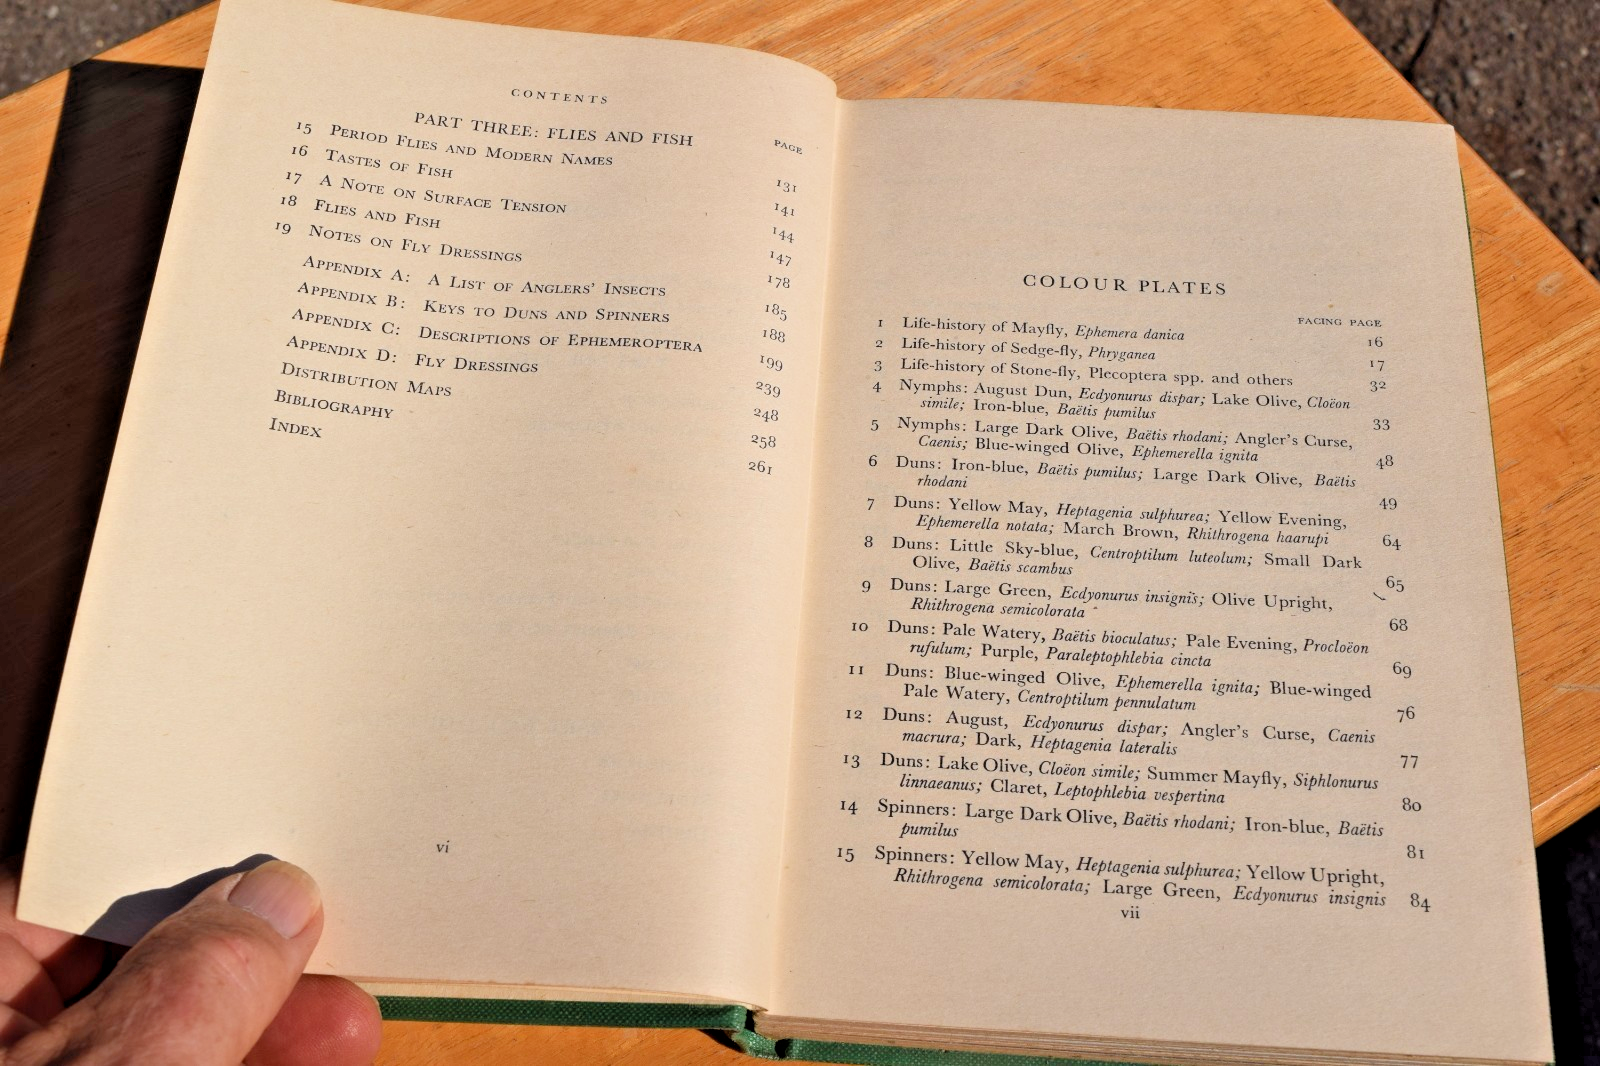 CONTENTS
PART THREE: FLIES AND FISH
PAGE
15 Period Flies and Modern Names 131
16 Tastes of Fish 141
17 A Note on Surface Tension 144
18 Flies and Fish 147
19 Notes on Fly Dressings 178
Appendix A: A List of Anglers' Insects 185
Appendix B: Keys to Duns and Spinners 188
Appendix C: Descriptions of Ephemeroptera 199
Appendix D: Fly Dressings 239
Distribution Maps 248
Bibliography 258
Index 261
vi
COLOUR PLATES
FACING PAGE
1 Life-history of Mayfly, Ephemera danica 16
2 Life-history of Sedge-fly, Phryganea 17
3 Life-history of Stone-fly, Plecoptera spp. and others 32
4 Nymphs: August Dun, Ecdyonurus dispar; Lake Olive, Cloëon
simile; Iron-blue, Baëtis pumilus 33
5 Nymphs: Large Dark Olive, Baëtis rhodani; Angler's Curse,
Caenis; Blue-winged Olive, Ephemerella ignita 48
6 Duns: Iron-blue, Baëtis pumilus; Large Dark Olive, Baëtis
rhodani 49
7 Duns: Yellow May, Heptagenia sulphurea; Yellow Evening,
Ephemerella notata; March Brown, Rhithrogena haarupi 64
8 Duns: Little Sky-blue, Centroptilum luteolum; Small Dark
Olive, Baëtis scambus 65
9 Duns: Large Green, Ecdyonurus insignis; Olive Upright,
Rhithrogena semicolorata 68
10 Duns: Pale Watery, Baëtis bioculatus; Pale Evening, Procloëon
rufulum; Purple, Paraleptophlebia cincta 69
11 Duns: Blue-winged Olive, Ephemerella ignita; Blue-winged
Pale Watery, Centroptilum pennulatum 76
12 Duns: August, Ecdyonurus dispar; Angler's Curse, Caenis
macrura; Dark, Heptagenia lateralis 77
13 Duns: Lake Olive, Cloëon simile; Summer Mayfly, Siphlonurus
linnaeanus; Claret, Leptophlebia vespertina 80
14 Spinners: Large Dark Olive, Baëtis rhodani; Iron-blue, Baëtis
pumilus 81
15 Spinners: Yellow May, Heptagenia sulphurea; Yellow Upright,
Rhithrogena semicolorata; Large Green, Ecdyonurus insignis 84
vii